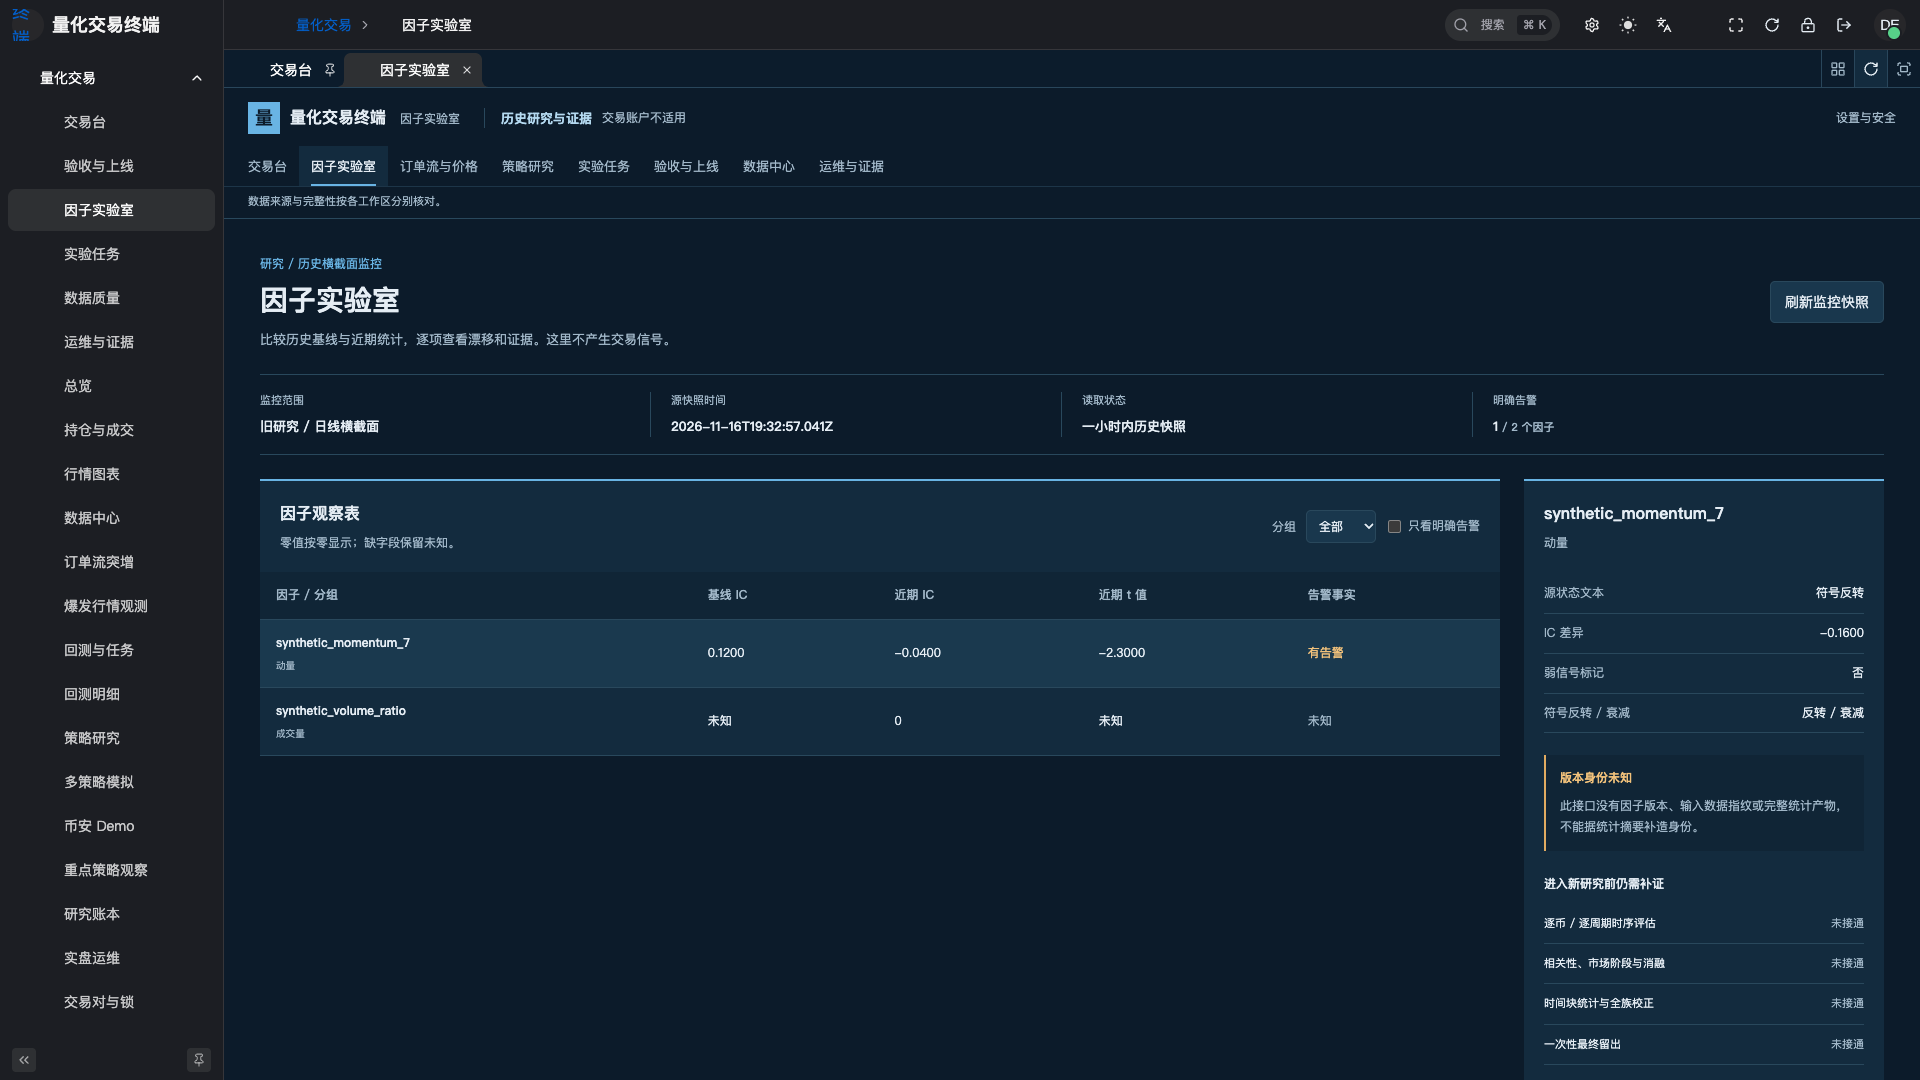 量化交易终端
量化交易
交易台
验收与上线
因子实验室
实验任务
数据质量
运维与证据
总览
持仓与成交
行情图表
数据中心
订单流突增
爆发行情观测
回测与任务
回测明细
策略研究
多策略模拟
币安 Demo
重点策略观察
研究账本
实盘运维
交易对与锁
量化交易 > 因子实验室
搜索 ⌘ K
交易台 因子实验室
量 量化交易终端 因子实验室 历史研究与证据 交易账户不适用 设置与安全
交易台 因子实验室 订单流与价格 策略研究 实验任务 验收与上线 数据中心 运维与证据
数据来源与完整性按各工作区分别核对。
研究 / 历史横截面监控
因子实验室
比较历史基线与近期统计，逐项查看漂移和证据。这里不产生交易信号。
刷新监控快照
监控范围
旧研究 / 日线横截面
源快照时间
2026-11-16T19:32:57.041Z
读取状态
一小时内历史快照
明确告警
1 / 2 个因子
因子观察表
零值按零显示；缺字段保留未知。
分组 全部 只看明确告警
因子 / 分组 基线 IC 近期 IC 近期 t 值 告警事实
synthetic_momentum_7
动量
0.1200 −0.0400 −2.3000 有告警
synthetic_volume_ratio
成交量
未知 0 未知 未知
synthetic_momentum_7
动量
源状态文本 符号反转
IC 差异 −0.1600
弱信号标记 否
符号反转 / 衰减 反转 / 衰减
版本身份未知
此接口没有因子版本、输入数据指纹或完整统计产物，
不能据统计摘要补造身份。
进入新研究前仍需补证
逐币 / 逐周期时序评估 未接通
相关性、市场阶段与消融 未接通
时间块统计与全族校正 未接通
一次性最终留出 未接通